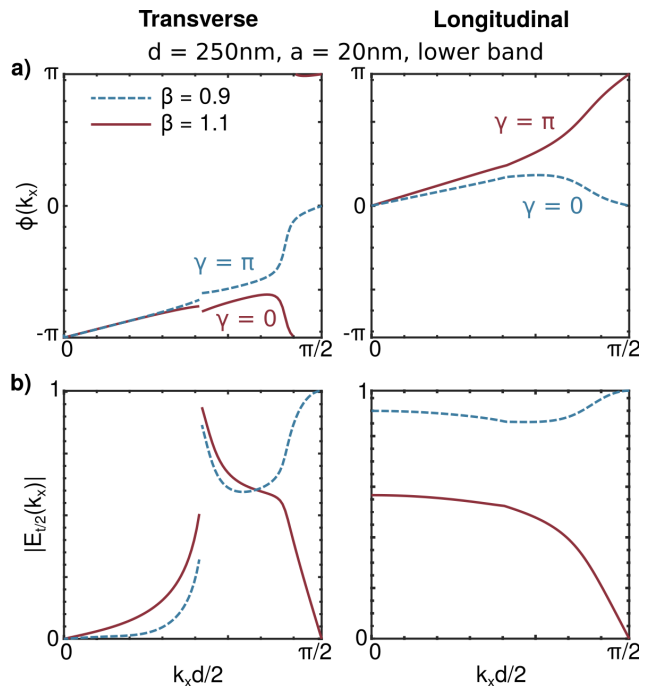 Transverse Longitudinal
d = 250nm, a = 20nm, lower band
a)
π π
β = 0.9
β = 1.1
γ = π
γ = 0
ϕ(kₓ)
0 0
γ = π
γ = 0
-π -π
0 π/2 0 π/2
b)
1 1
|E_{t/2}(kₓ)|
0 0
0 π/2 0 π/2
kₓd/2 kₓd/2